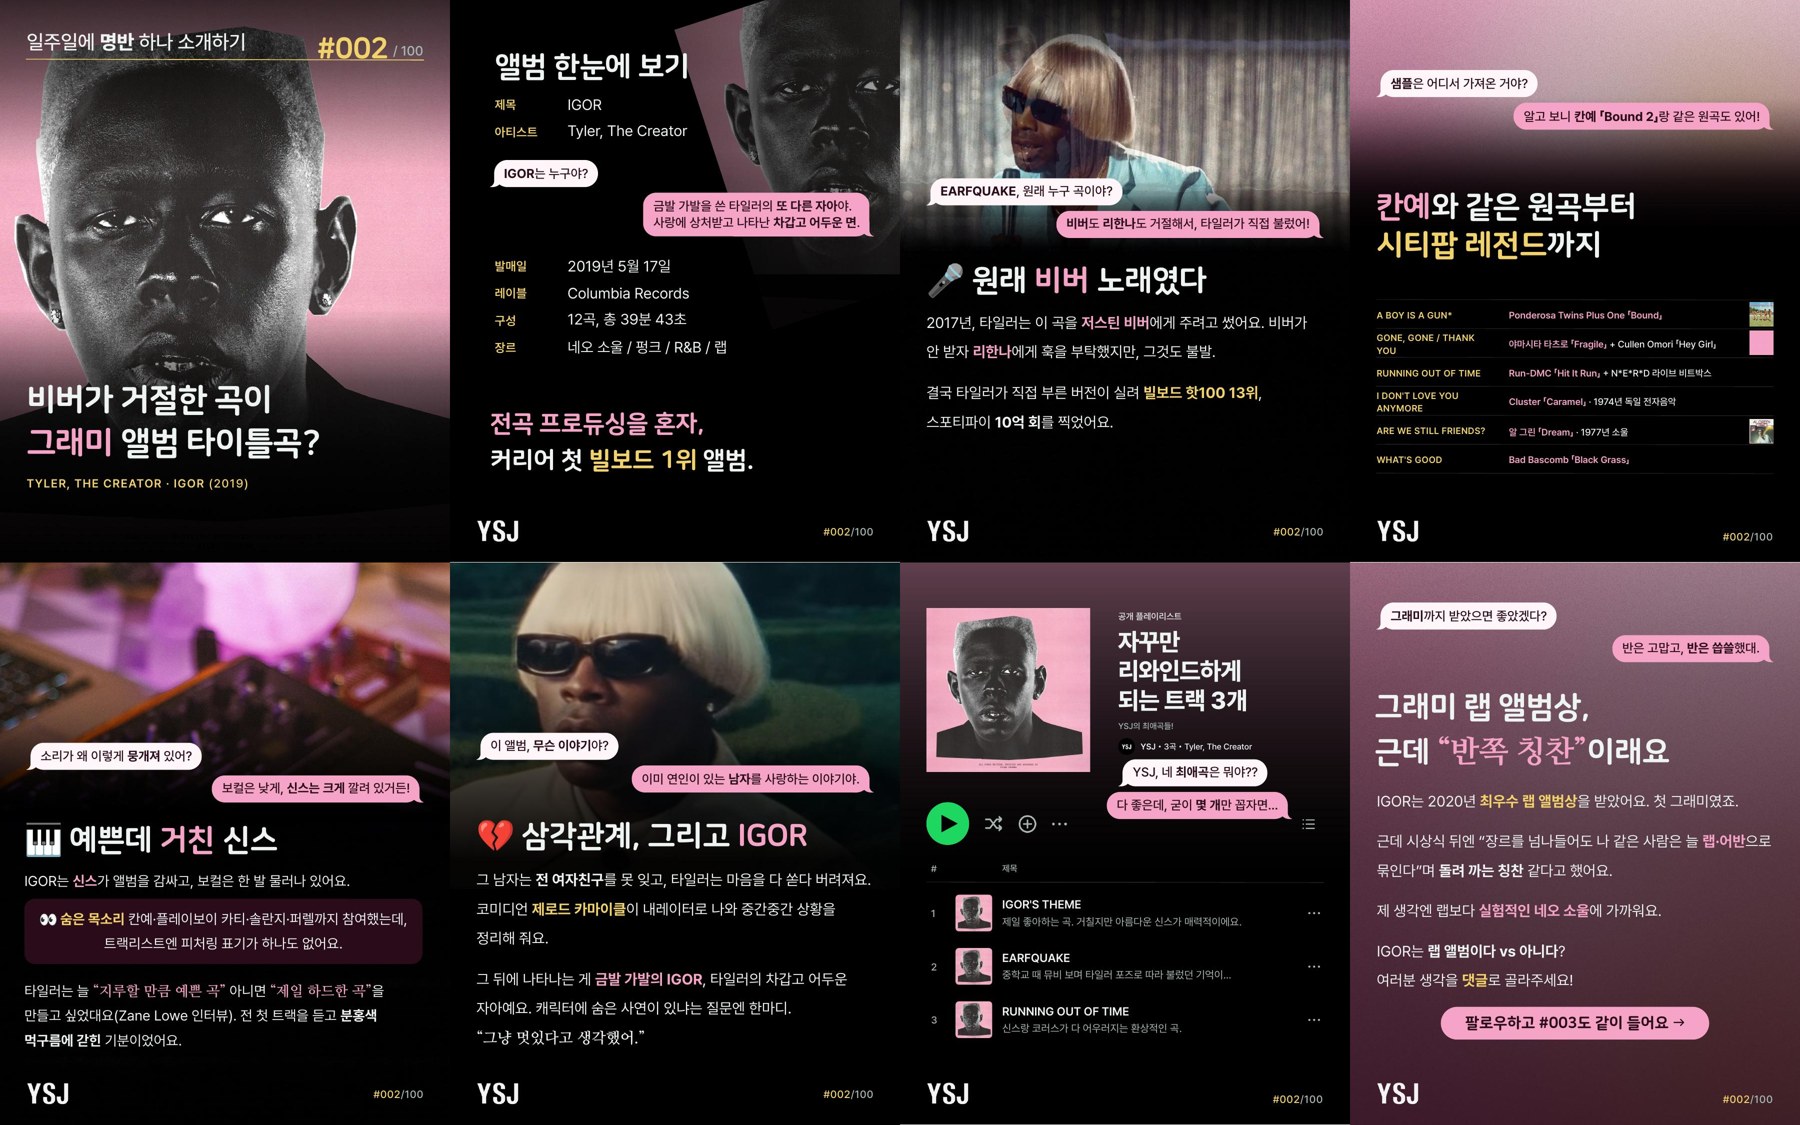 일주일에 명반 하나 소개하기
#002 / 100
비버가 거절한 곡이
그래미 앨범 타이틀곡?
TYLER, THE CREATOR · IGOR (2019)
앨범 한눈에 보기
제목 IGOR
아티스트 Tyler, The Creator
IGOR는 누구야?
금발 가발을 쓴 타일러의 또 다른 자아야.
사랑에 상처받고 나타난 차갑고 어두운 면.
발매일 2019년 5월 17일
레이블 Columbia Records
구성 12곡, 총 39분 43초
장르 네오 소울 / 펑크 / R&B / 랩
전곡 프로듀싱을 혼자,
커리어 첫 빌보드 1위 앨범.
YSJ
#002/100
EARFQUAKE, 원래 누구 곡이야?
비버도 리한나도 거절해서, 타일러가 직접 불렀어!
🎤 원래 비버 노래였다
2017년, 타일러는 이 곡을 저스틴 비버에게 주려고 썼어요. 비버가
안 받자 리한나에게 훅을 부탁했지만, 그것도 불발.
결국 타일러가 직접 부른 버전이 실려 빌보드 핫100 13위,
스포티파이 10억 회를 찍었어요.
YSJ
#002/100
샘플은 어디서 가져온 거야?
알고 보니 칸예 「Bound 2」랑 같은 원곡도 있어!
칸예와 같은 원곡부터
시티팝 레전드까지
A BOY IS A GUN* Ponderosa Twins Plus One 「Bound」
GONE, GONE / THANK
YOU
야마시타 타츠로 「Fragile」 + Cullen Omori 「Hey Girl」
RUNNING OUT OF TIME Run-DMC 「Hit It Run」 + N*E*R*D 라이브 비트박스
I DON'T LOVE YOU
ANYMORE
Cluster 「Caramel」 · 1974년 독일 전자음악
ARE WE STILL FRIENDS? 알 그린 「Dream」 · 1977년 소울
WHAT'S GOOD Bad Bascomb 「Black Grass」
YSJ
#002/100
소리가 왜 이렇게 뭉개져 있어?
보컬은 낮게, 신스는 크게 깔려 있거든!
🎹 예쁜데 거친 신스
IGOR는 신스가 앨범을 감싸고, 보컬은 한 발 물러나 있어요.
👀 숨은 목소리 칸예·플레이보이 카티·솔란지·퍼렐까지 참여했는데,
트랙리스트엔 피처링 표기가 하나도 없어요.
타일러는 늘 “지루할 만큼 예쁜 곡” 아니면 “제일 하드한 곡”을
만들고 싶었대요(Zane Lowe 인터뷰). 전 첫 트랙을 듣고 분홍색
먹구름에 갇힌 기분이었어요.
YSJ
#002/100
이 앨범, 무슨 이야기야?
이미 연인이 있는 남자를 사랑하는 이야기야.
💔 삼각관계, 그리고 IGOR
그 남자는 전 여자친구를 못 잊고, 타일러는 마음을 다 쏟다 버려져요.
코미디언 제로드 카마이클이 내레이터로 나와 중간중간 상황을
정리해 줘요.
그 뒤에 나타나는 게 금발 가발의 IGOR, 타일러의 차갑고 어두운
자아예요. 캐릭터에 숨은 사연이 있냐는 질문엔 한마디.
“그냥 멋있다고 생각했어.”
YSJ
#002/100
공개 플레이리스트
자꾸만
리와인드하게
되는 트랙 3개
YSJ의 최애곡들!
YSJ YSJ • 3곡 • Tyler, The Creator
YSJ, 네 최애곡은 뭐야??
다 좋은데, 굳이 몇 개만 꼽자면...
# 제목
1 IGOR'S THEME
제일 좋아하는 곡. 거칠지만 아름다운 신스가 매력적이에요.
2 EARFQUAKE
중학교 때 뮤비 보며 타일러 포즈로 따라 불렀던 기억이...
3 RUNNING OUT OF TIME
신스랑 코러스가 다 어우러지는 환상적인 곡.
YSJ
#002/100
그래미까지 받았으면 좋았겠다?
반은 고맙고, 반은 씁쓸했대.
그래미 랩 앨범상,
근데 “반쪽 칭찬”이래요
IGOR는 2020년 최우수 랩 앨범상을 받았어요. 첫 그래미였죠.
근데 시상식 뒤엔 “장르를 넘나들어도 나 같은 사람은 늘 랩·어반으로
묶인다”며 돌려 까는 칭찬 같다고 했어요.
제 생각엔 랩보다 실험적인 네오 소울에 가까워요.
IGOR는 랩 앨범이다 vs 아니다?
여러분 생각을 댓글로 골라주세요!
팔로우하고 #003도 같이 들어요 →
YSJ
#002/100